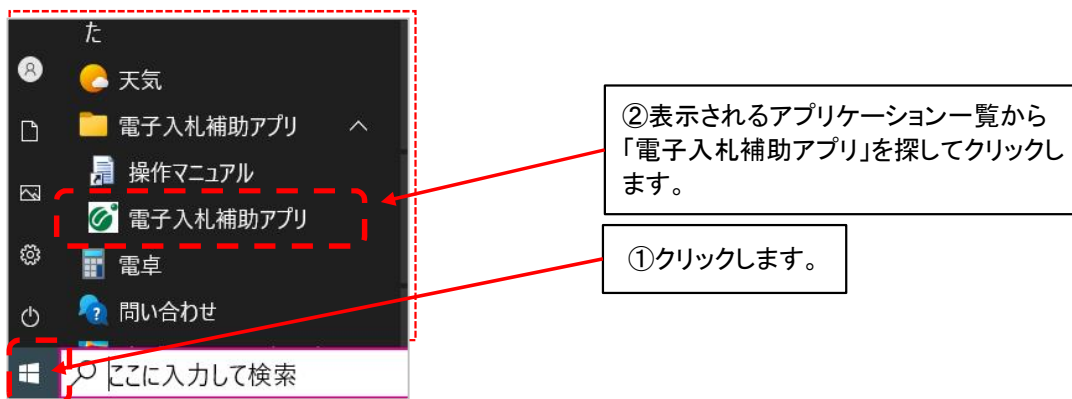 た
天気
電子入札補助アプリ
操作マニュアル
電子入札補助アプリ
電卓
問い合わせ
ここに入力して検索
②表示されるアプリケーション一覧から
「電子入札補助アプリ」を探してクリックし
ます。
①クリックします。